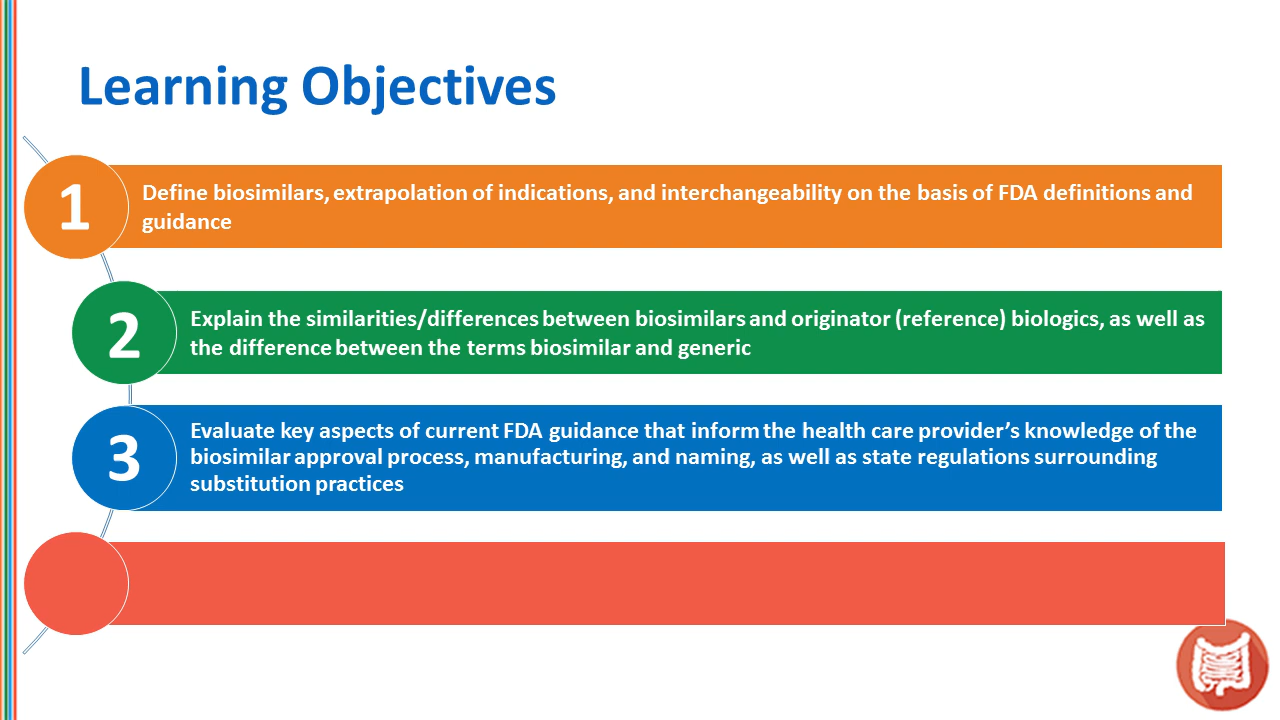 Learning Objectives
1
Define biosimilars, extrapolation of indications, and interchangeability on the basis of FDA definitions and
guidance
2
Explain the similarities/differences between biosimilars and originator (reference) biologics, as well as
the difference between the terms biosimilar and generic
3
Evaluate key aspects of current FDA guidance that inform the health care provider’s knowledge of the
biosimilar approval process, manufacturing, and naming, as well as state regulations surrounding
substitution practices